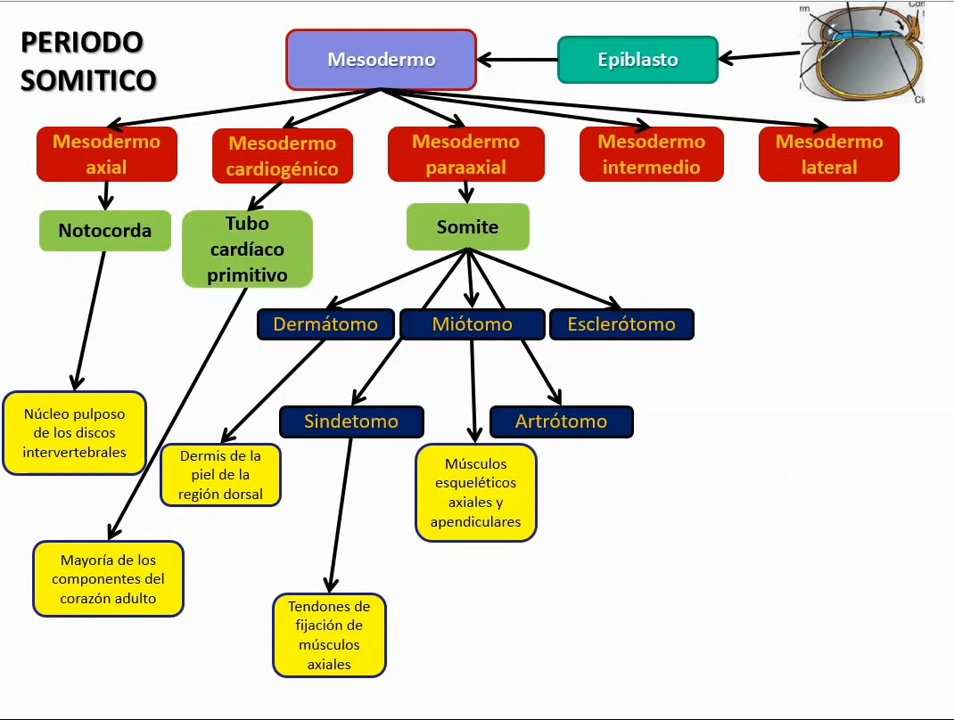 PERIODO
SOMITICO
Mesodermo
Epiblasto
Mesodermo
axial
Mesodermo
cardiogénico
Mesodermo
paraaxial
Mesodermo
intermedio
Mesodermo
lateral
Notocorda
Tubo
cardíaco
primitivo
Somite
Dermátomo
Miótomo
Esclerótomo
Sindetomo
Artrótomo
Núcleo pulposo
de los discos
intervertebrales
Dermis de la
piel de la
región dorsal
Músculos
esqueléticos
axiales y
apendiculares
Mayoría de los
componentes del
corazón adulto
Tendones de
fijación de
músculos
axiales